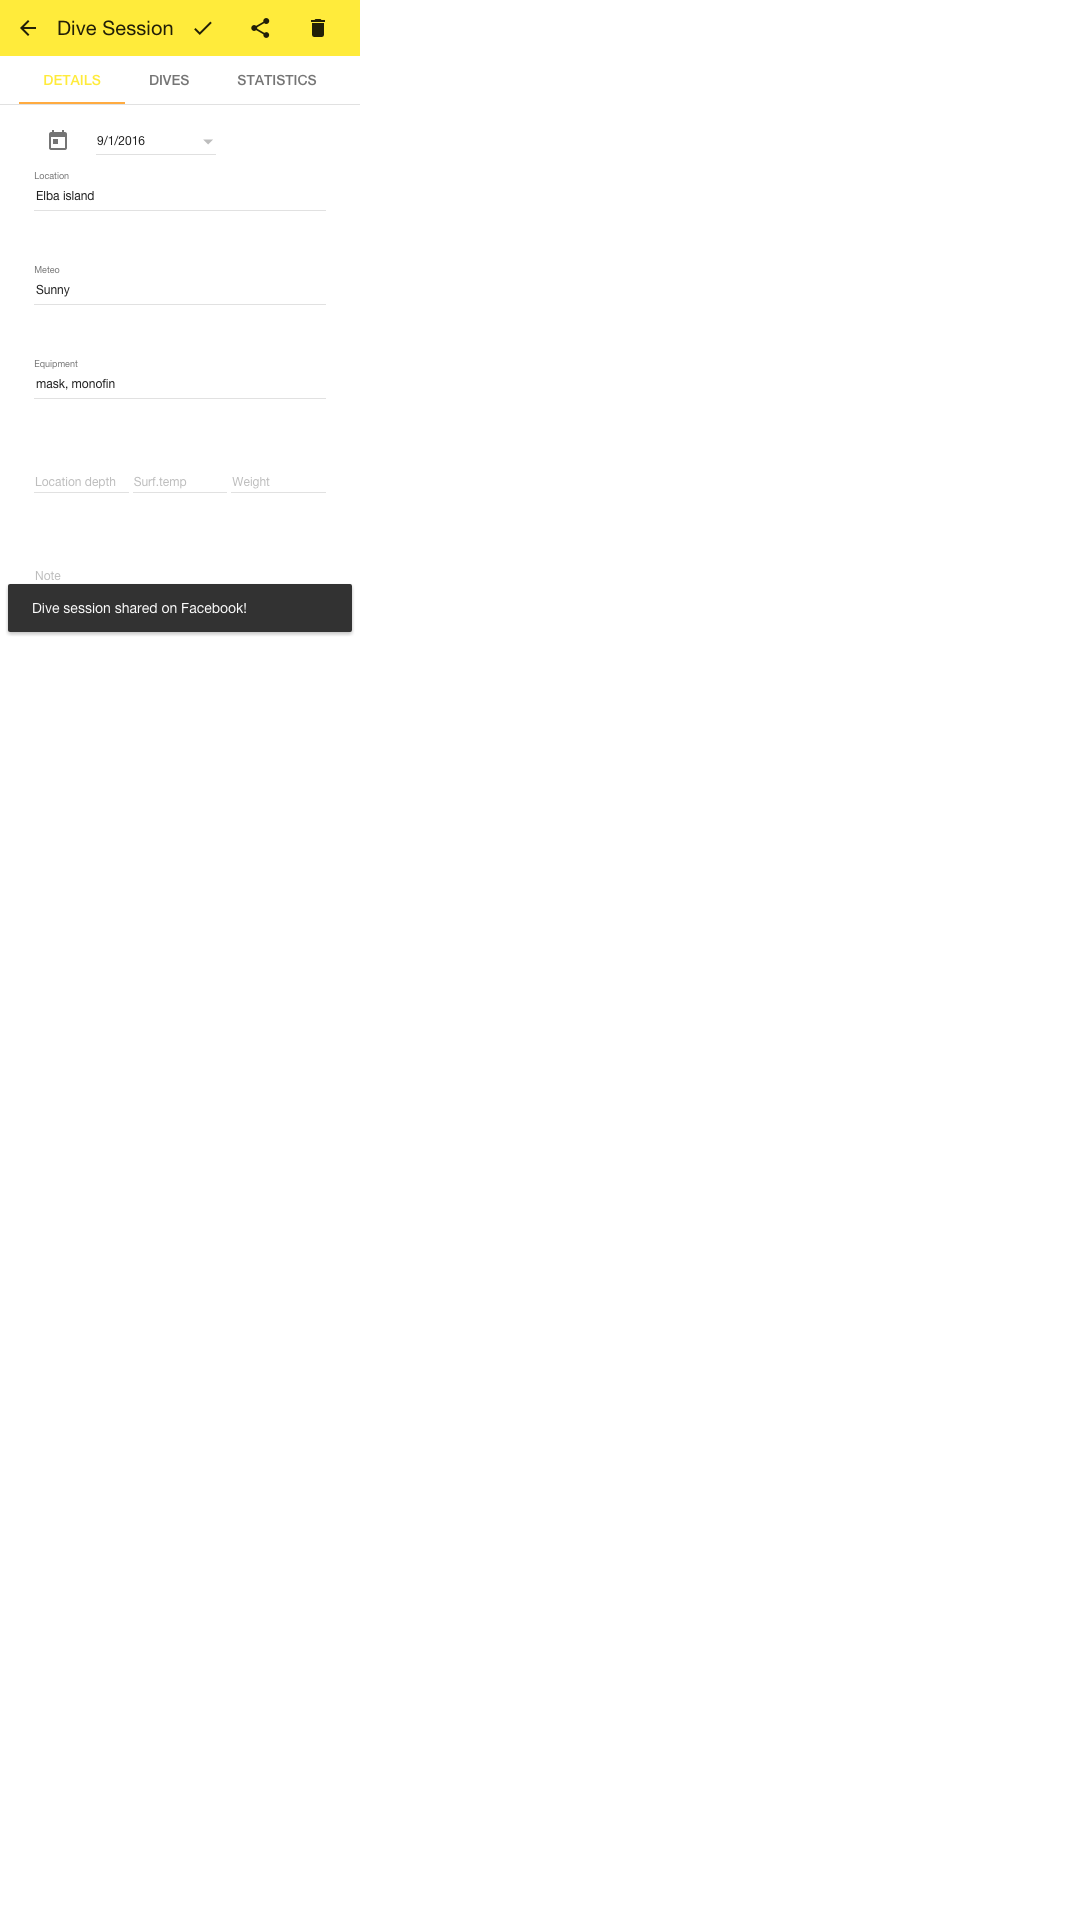 Dive Session
DETAILS DIVES STATISTICS
9/1/2016
Location
Elba island
Meteo
Sunny
Equipment
mask, monofin
Location depth Surf.temp Weight
Note
Dive session shared on Facebook!